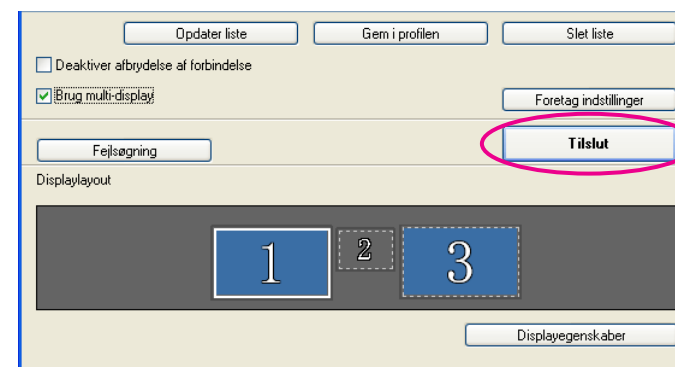 Opdater liste Gem i profilen Slet liste
Deaktiver afbrydelse af forbindelse
Brug multi-display
Foretag indstillinger
Tilslut
Fejlsøgning
Displaylayout
1 2 3
Displayegenskaber